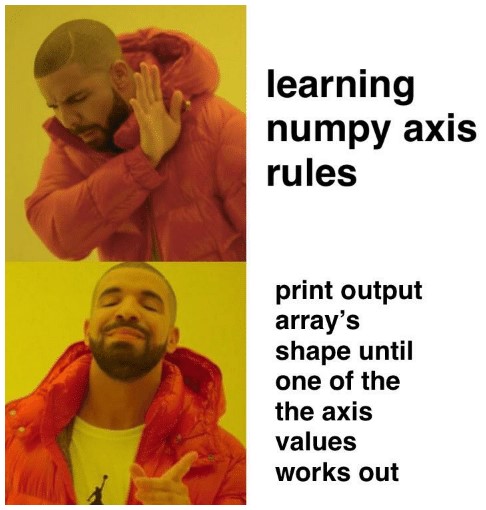 learning
numpy axis
rules
print output
array's
shape until
one of the
the axis
values
works out